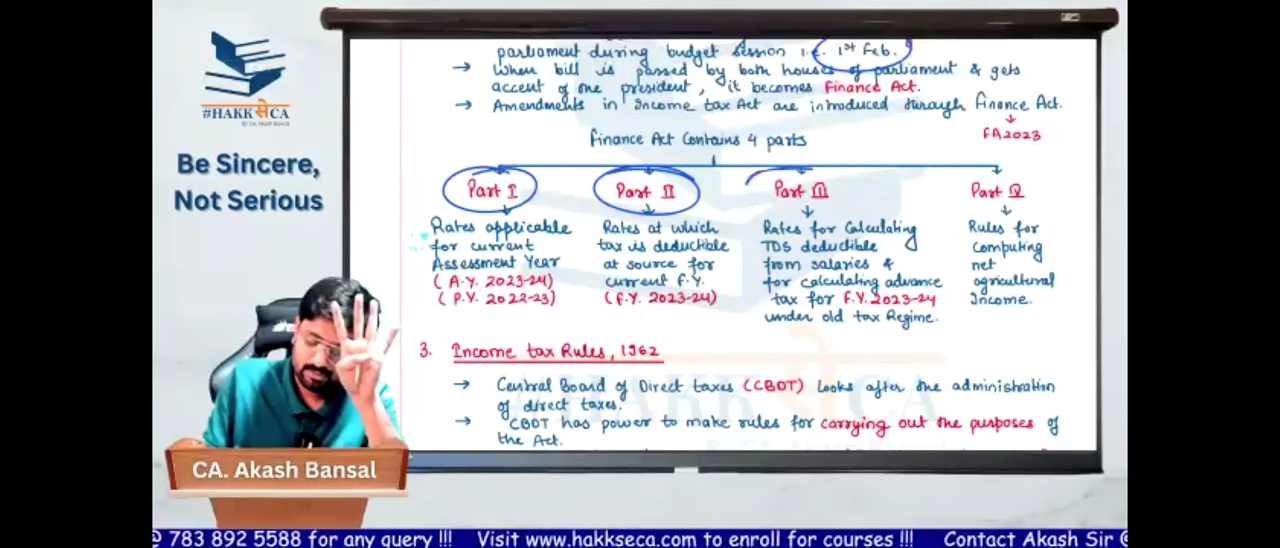 parliament during budget session i.e. 1st Feb.
→ When bill is passed by both houses of parliament & gets
accent of the president, it becomes Finance Act.
→ Amendments in Income tax Act are introduced through Finance Act.
FA2023
Finance Act Contains 4 parts
Part I
Rates applicable
for current
Assessment Year
(A.Y. 2023-24)
(P.Y. 2022-23)
Part II
Rates at which
tax is deductible
at source for
current F.Y.
(F.Y. 2023-24)
Part III
Rates for Calculating
TDS deductible
from salaries &
for calculating advance
tax for F.Y. 2023-24
under old tax Regime.
Part IV
Rules for
Computing
net
agricultural
Income.
3. Income tax Rules, 1962
→ Central Board of Direct taxes (CBDT) Looks after the administration
of direct taxes.
→ CBDT has power to make rules for carrying out the purposes of
the Act.
#HAKKसेCA
BY CA. AKASH BANSAL
Be Sincere,
Not Serious
#HAKKसेCA
CA. Akash Bansal
@ 783 892 5588 for any query !!! Visit www.hakkseca.com to enroll for courses !!! Contact Akash Sir @